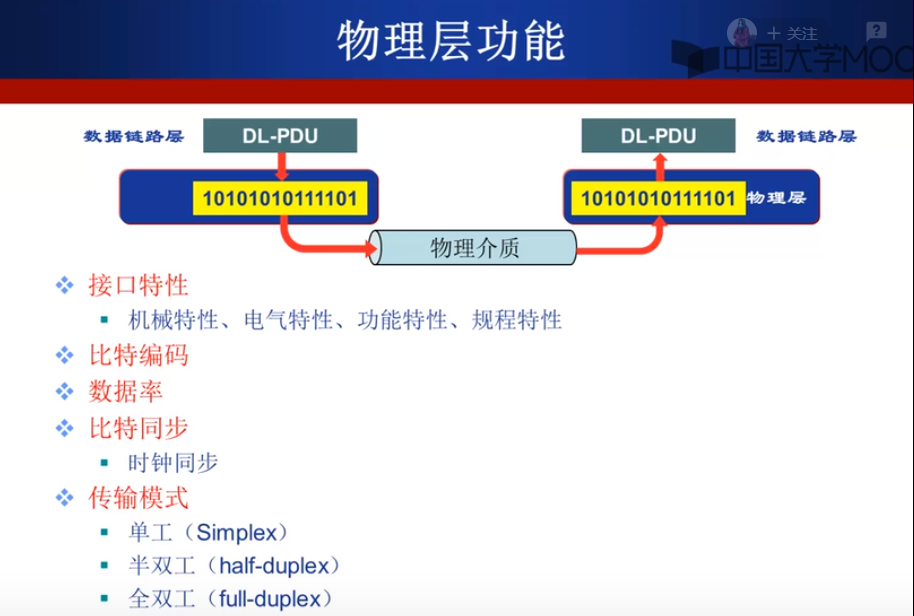 物理层功能
+ 关注
?
中国大学MOO
数据链路层 DL-PDU DL-PDU 数据链路层
10101010111101 10101010111101 物理层
物理介质
接口特性
机械特性、电气特性、功能特性、规程特性
比特编码
数据率
比特同步
时钟同步
传输模式
单工（Simplex）
半双工（half-duplex）
全双工（full-duplex）